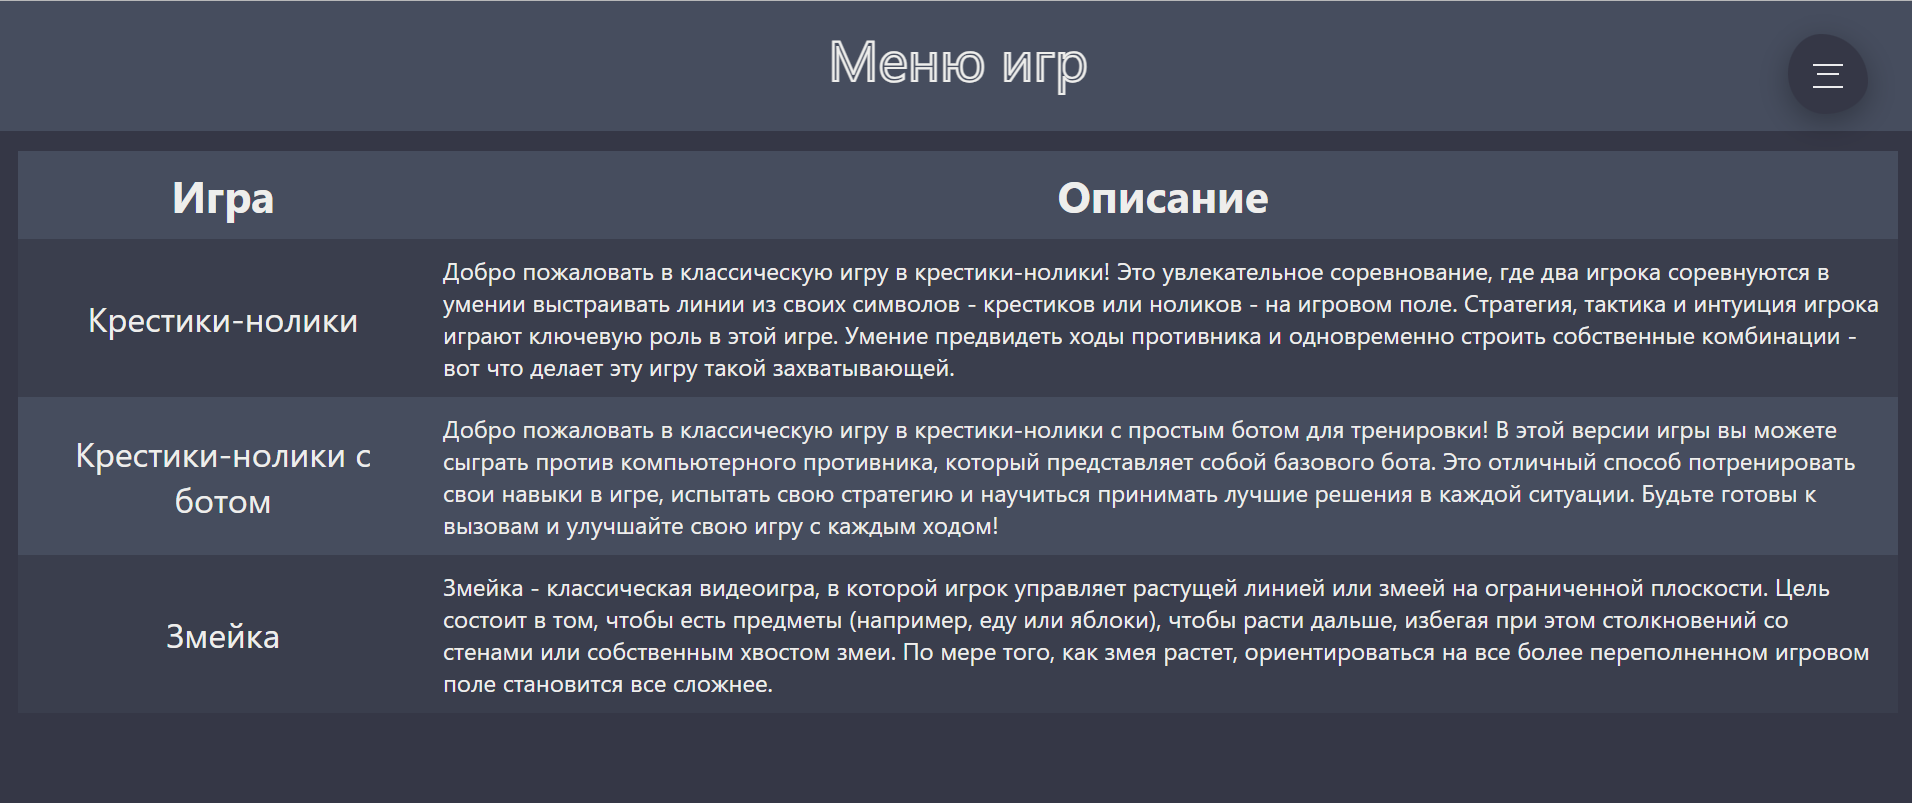 Меню игр
Игра
Описание
Крестики-нолики
Добро пожаловать в классическую игру в крестики-нолики! Это увлекательное соревнование, где два игрока соревнуются в
умении выстраивать линии из своих символов - крестиков или ноликов - на игровом поле. Стратегия, тактика и интуиция игрока
играют ключевую роль в этой игре. Умение предвидеть ходы противника и одновременно строить собственные комбинации -
вот что делает эту игру такой захватывающей.
Крестики-нолики с
ботом
Добро пожаловать в классическую игру в крестики-нолики с простым ботом для тренировки! В этой версии игры вы можете
сыграть против компьютерного противника, который представляет собой базового бота. Это отличный способ потренировать
свои навыки в игре, испытать свою стратегию и научиться принимать лучшие решения в каждой ситуации. Будьте готовы к
вызовам и улучшайте свою игру с каждым ходом!
Змейка
Змейка - классическая видеоигра, в которой игрок управляет растущей линией или змеей на ограниченной плоскости. Цель
состоит в том, чтобы есть предметы (например, еду или яблоки), чтобы расти дальше, избегая при этом столкновений со
стенами или собственным хвостом змеи. По мере того, как змея растет, ориентироваться на все более переполненном игровом
поле становится все сложнее.